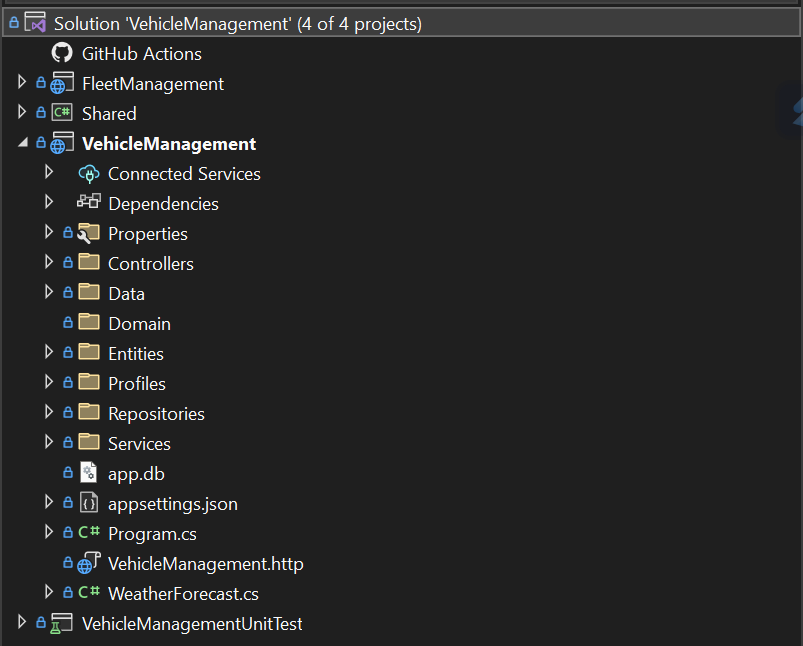 Solution 'VehicleManagement' (4 of 4 projects)
GitHub Actions
FleetManagement
C# Shared
VehicleManagement
Connected Services
Dependencies
Properties
Controllers
Data
Domain
Entities
Profiles
Repositories
Services
app.db
appsettings.json
C# Program.cs
VehicleManagement.http
C# WeatherForecast.cs
VehicleManagementUnitTest